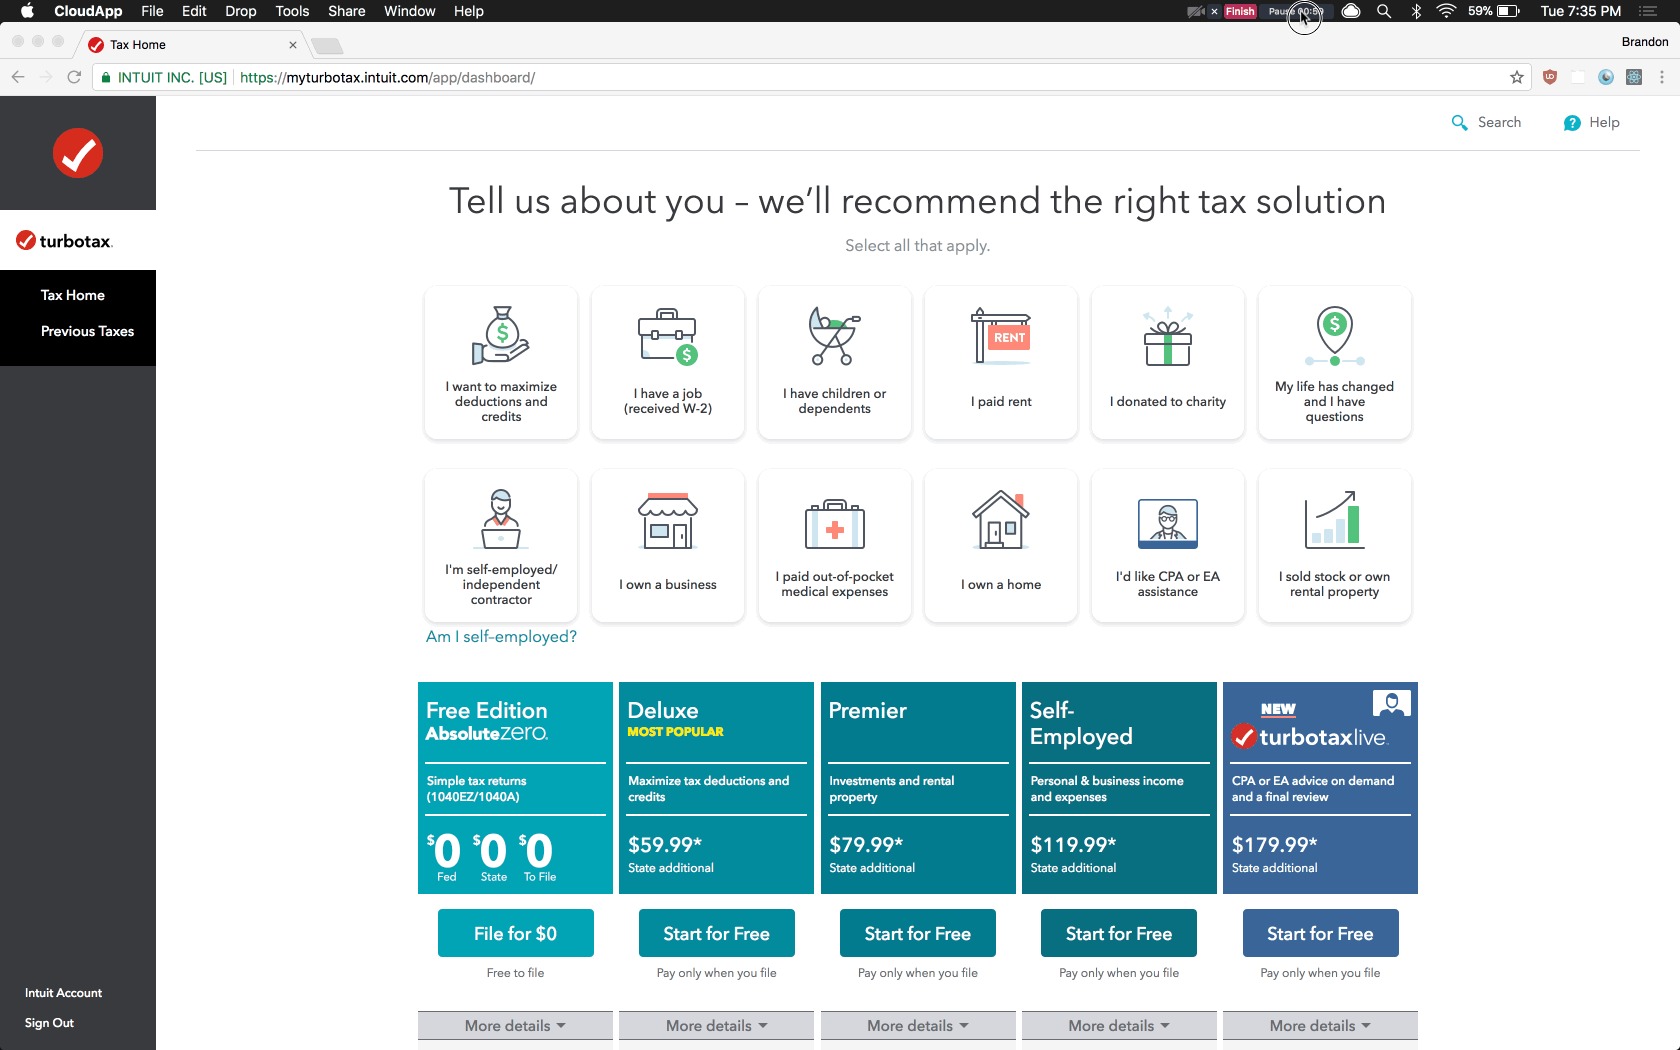 CloudApp File Edit Drop Tools Share Window Help Finish 59% Tue 7:35 PM
Tax Home
Brandon
INTUIT INC. [US] https://myturbotax.intuit.com/app/dashboard/
Search Help
turbotax.
Tax Home
Previous Taxes
Intuit Account
Sign Out
Tell us about you – we’ll recommend the right tax solution
Select all that apply.
$
I want to maximize
deductions and
credits
$
I have a job
(received W-2)
I have children or
dependents
RENT
I paid rent
I donated to charity
$
My life has changed
and I have
questions
I'm self-employed/
independent
contractor
I own a business
I paid out-of-pocket
medical expenses
I own a home
I'd like CPA or EA
assistance
I sold stock or own
rental property
Am I self-employed?
Free Edition
Absolutezero.
Simple tax returns
(1040EZ/1040A)
$0 $0 $0
Fed State To File
File for $0
Free to file
More details
Deluxe
MOST POPULAR
Maximize tax deductions and
credits
$59.99*
State additional
Start for Free
Pay only when you file
More details
Premier
Investments and rental
property
$79.99*
State additional
Start for Free
Pay only when you file
More details
Self-
Employed
Personal & business income
and expenses
$119.99*
State additional
Start for Free
Pay only when you file
More details
NEW
turbotaxlive.
CPA or EA advice on demand
and a final review
$179.99*
State additional
Start for Free
Pay only when you file
More details